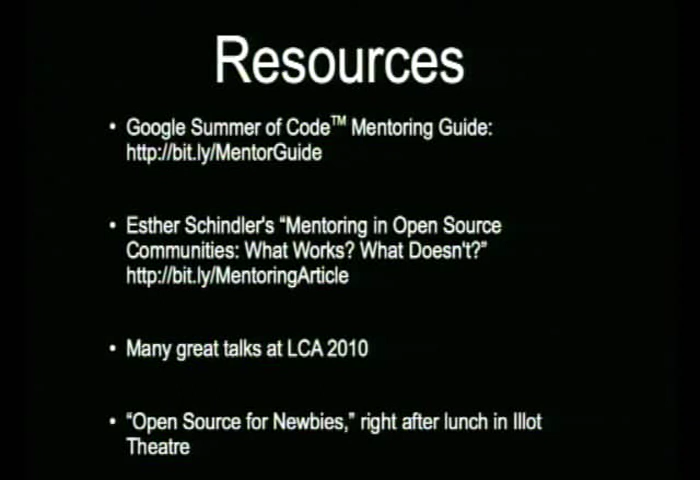 Resources
• Google Summer of Code™ Mentoring Guide:
http://bit.ly/MentorGuide
• Esther Schindler's “Mentoring in Open Source
Communities: What Works? What Doesn't?”
http://bit.ly/MentoringArticle
• Many great talks at LCA 2010
• “Open Source for Newbies,” right after lunch in Illot
Theatre